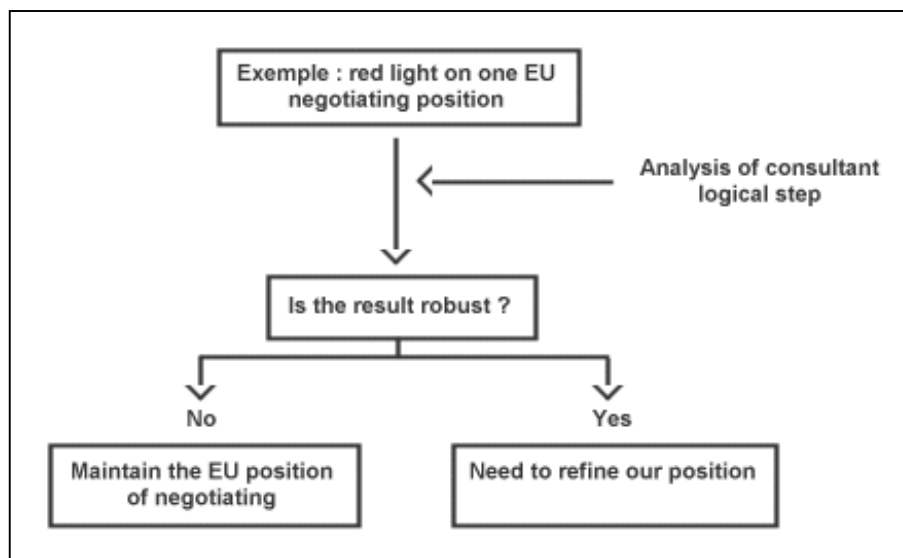 Exemple : red light on one EU
negotiating position
Analysis of consultant
logical step
Is the result robust ?
No
Yes
Maintain the EU position
of negotiating
Need to refine our position